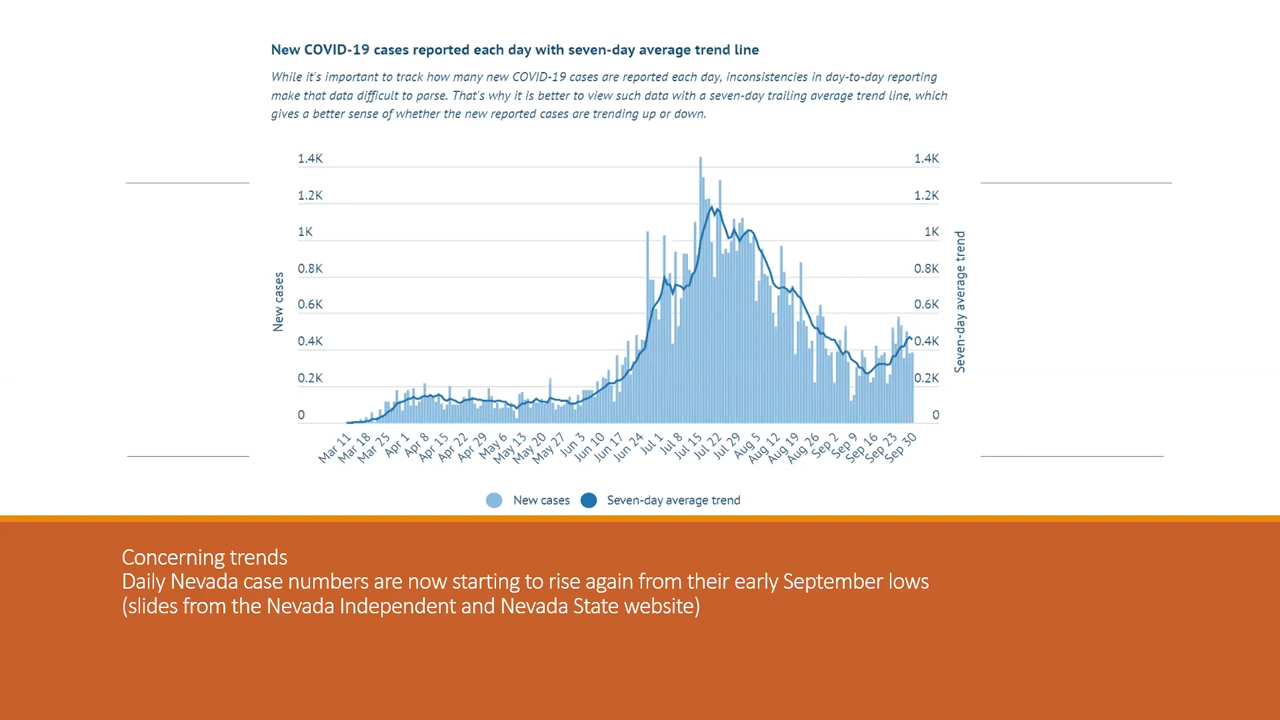 New COVID-19 cases reported each day with seven-day average trend line
While it's important to track how many new COVID-19 cases are reported each day, inconsistencies in day-to-day reporting
make that data difficult to parse. That's why it is better to view such data with a seven-day trailing average trend line, which
gives a better sense of whether the new reported cases are trending up or down.
1.4K 1.4K
1.2K 1.2K
1K 1K
0.8K 0.8K
0.6K 0.6K
0.4K 0.4K
0.2K 0.2K
0 0
New cases
Seven-day average trend
Mar 11 Mar 18 Mar 25 Apr 1 Apr 8 Apr 15 Apr 22 Apr 29 May 6 May 13 May 20 May 27 Jun 3 Jun 10 Jun 17 Jun 24 Jul 1 Jul 8 Jul 15 Jul 22 Jul 29 Aug 5 Aug 12 Aug 19 Aug 26 Sep 2 Sep 9 Sep 16 Sep 23 Sep 30
New cases Seven-day average trend
Concerning trends
Daily Nevada case numbers are now starting to rise again from their early September lows
(slides from the Nevada Independent and Nevada State website)